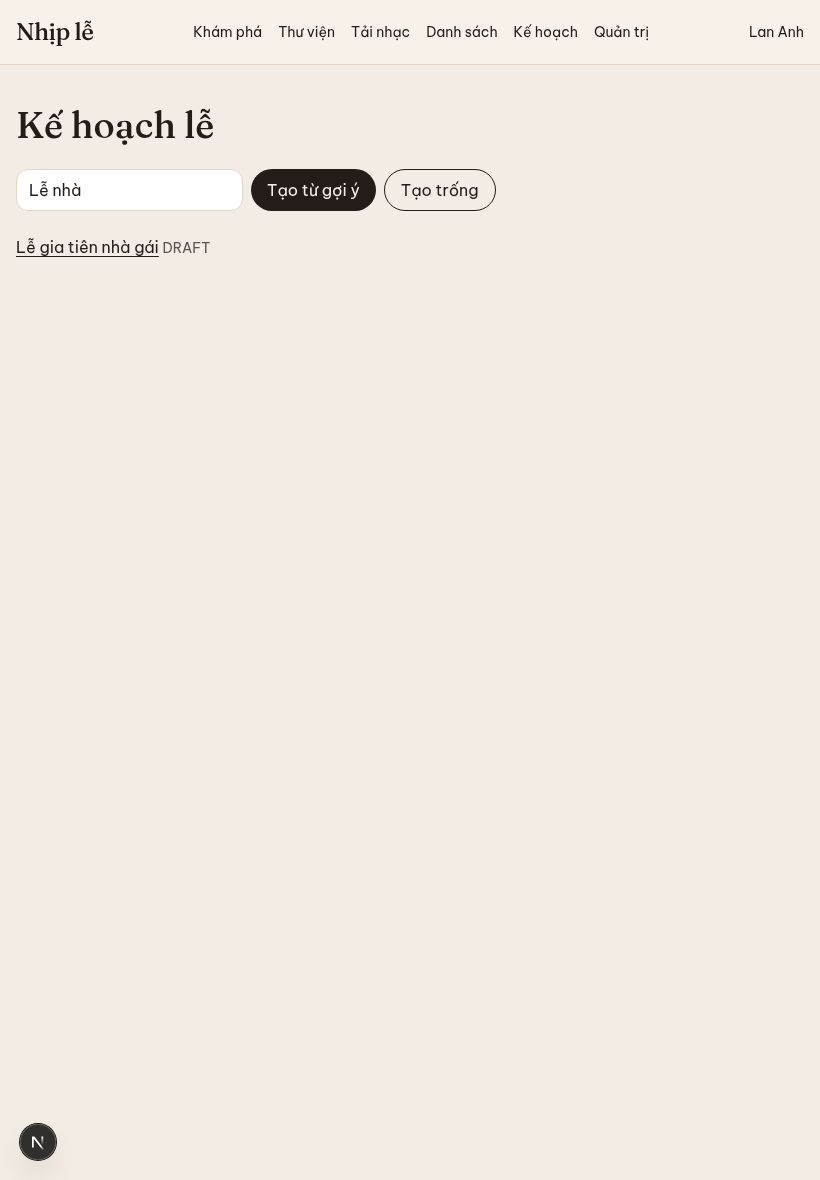 Nhịp lễ
Khám phá Thư viện Tải nhạc Danh sách Kế hoạch Quản trị
Lan Anh
Kế hoạch lễ
Lễ nhà
Tạo từ gợi ý
Tạo trống
Lễ gia tiên nhà gái DRAFT
N